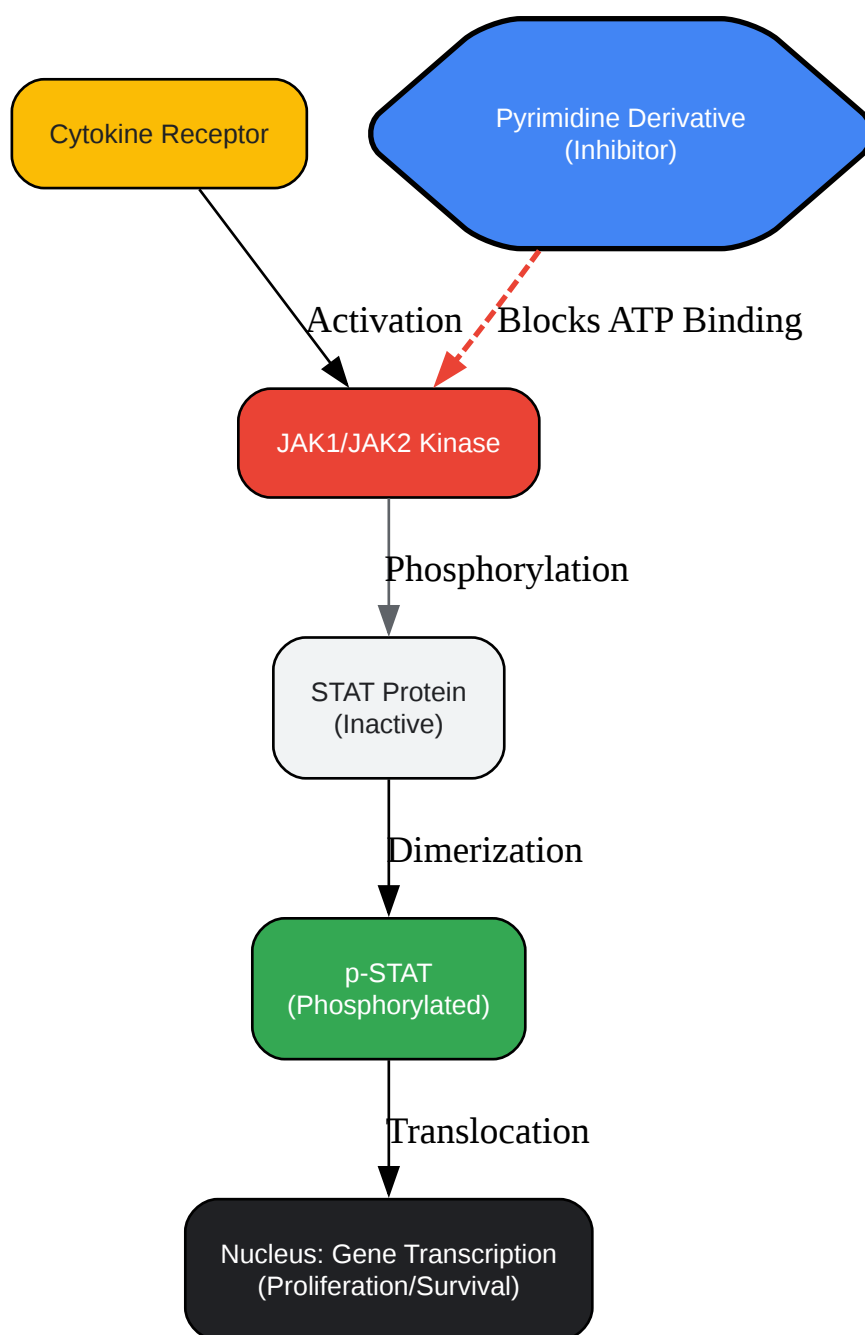 Cytokine Receptor
Pyrimidine Derivative
(Inhibitor)
Activation
Blocks ATP Binding
JAK1/JAK2 Kinase
Phosphorylation
STAT Protein
(Inactive)
Dimerization
p-STAT
(Phosphorylated)
Translocation
Nucleus: Gene Transcription
(Proliferation/Survival)